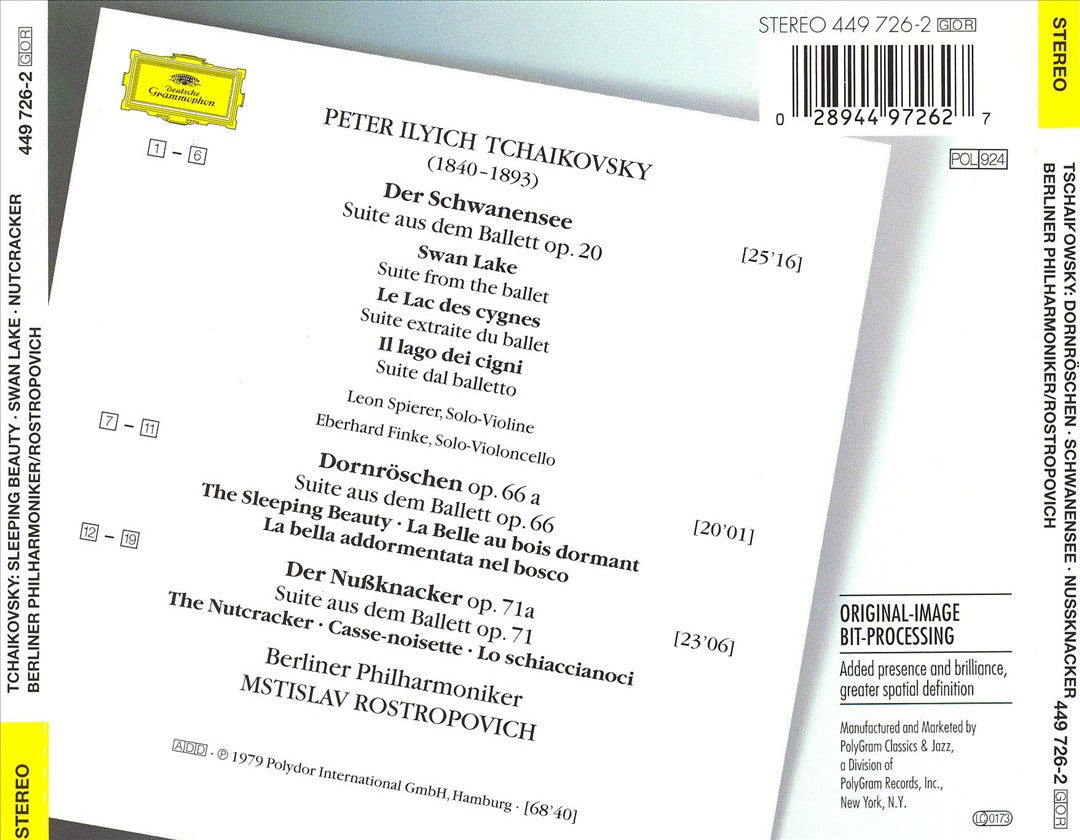 STEREO 449 726-2 GOR
0 28944 97262 7
POL 924
Deutsche
Grammophon
1 – 6
PETER ILYICH TCHAIKOVSKY
(1840–1893)
Der Schwanensee
Suite aus dem Ballett op. 20
[25'16]
Swan Lake
Suite from the ballet
Le Lac des cygnes
Suite extraite du ballet
Il lago dei cigni
Suite dal balletto
Leon Spierer, Solo-Violine
Eberhard Finke, Solo-Violoncello
7 – 11
Dornröschen op. 66 a
Suite aus dem Ballett op. 66
[20'01]
The Sleeping Beauty · La Belle au bois dormant
La bella addormentata nel bosco
12 – 19
Der Nußknacker op. 71a
Suite aus dem Ballett op. 71
[23'06]
The Nutcracker · Casse-noisette · Lo schiaccianoci
Berliner Philharmoniker
MSTISLAV ROSTROPOVICH
ADD · ℗ 1979 Polydor International GmbH, Hamburg · [68'40]
ORIGINAL-IMAGE
BIT-PROCESSING
Added presence and brilliance,
greater spatial definition
Manufactured and Marketed by
PolyGram Classics & Jazz,
a Division of
PolyGram Records, Inc.,
New York, N.Y.
LC 0173
STEREO
TCHAIKOVSKY: SLEEPING BEAUTY · SWAN LAKE · NUTCRACKER
BERLINER PHILHARMONIKER/ROSTROPOVICH
449 726-2 GOR
STEREO
TSCHAIKOWSKY: DORNRÖSCHEN · SCHWANENSEE · NUSSKNACKER
BERLINER PHILHARMONIKER/ROSTROPOVICH
449 726-2 GOR